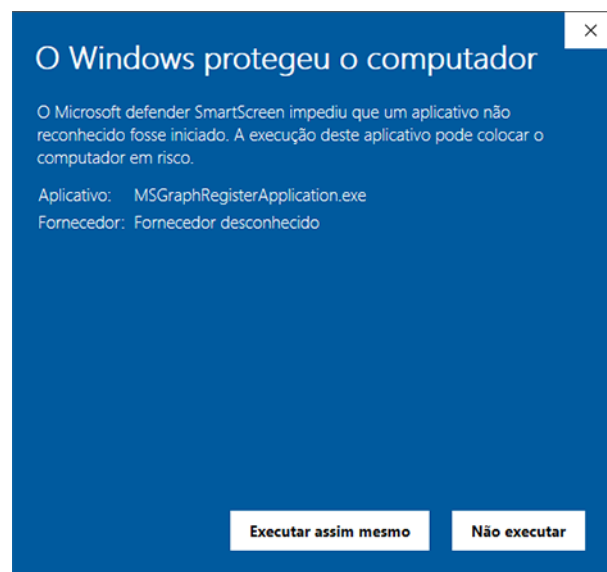 O Windows protegeu o computador
O Microsoft defender SmartScreen impediu que um aplicativo não
reconhecido fosse iniciado. A execução deste aplicativo pode colocar o
computador em risco.
Aplicativo: MSGraphRegisterApplication.exe
Fornecedor: Fornecedor desconhecido
Executar assim mesmo
Não executar